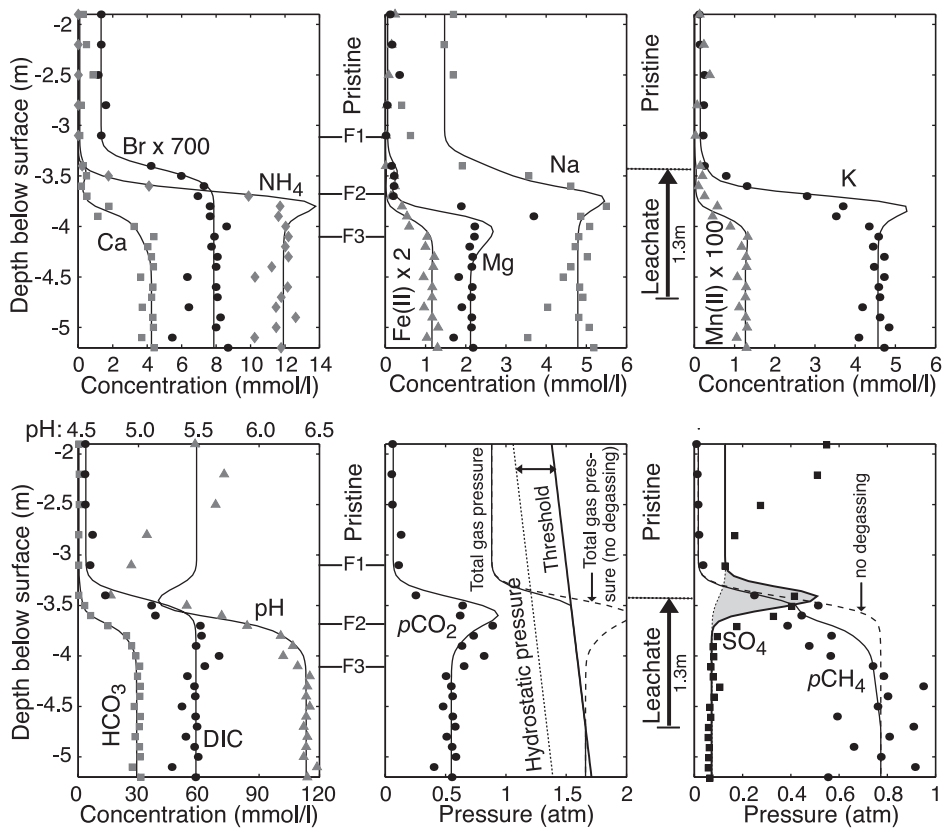 Depth below surface (m)
-2
-2.5
-3
-3.5
-4
-4.5
-5
Br x 700
NH4
Ca
0 2 4 6 8 10 12 14
Concentration (mmol/l)
Pristine
F1
F2
F3
Na
Mg
Fe(II) x 2
0 1 2 3 4 5 6
Concentration (mmol/l)
Pristine
Leachate
1.3m
K
Mn(II) x 100
0 1 2 3 4 5 6
Concentration (mmol/l)
pH: 4.5 5.0 5.5 6.0 6.5
Depth below surface (m)
-2
-2.5
-3
-3.5
-4
-4.5
-5
pH
HCO3
DIC
0 20 40 60 80 100 120
Concentration (mmol/l)
Pristine
F1
F2
F3
Total gas pressure
Threshold
Total gas pres-
sure (no degassing)
Hydrostatic pressure
pCO2
0 0.5 1 1.5 2
Pressure (atm)
Pristine
Leachate
1.3m
no degassing
SO4
pCH4
0 0.2 0.4 0.6 0.8 1
Pressure (atm)